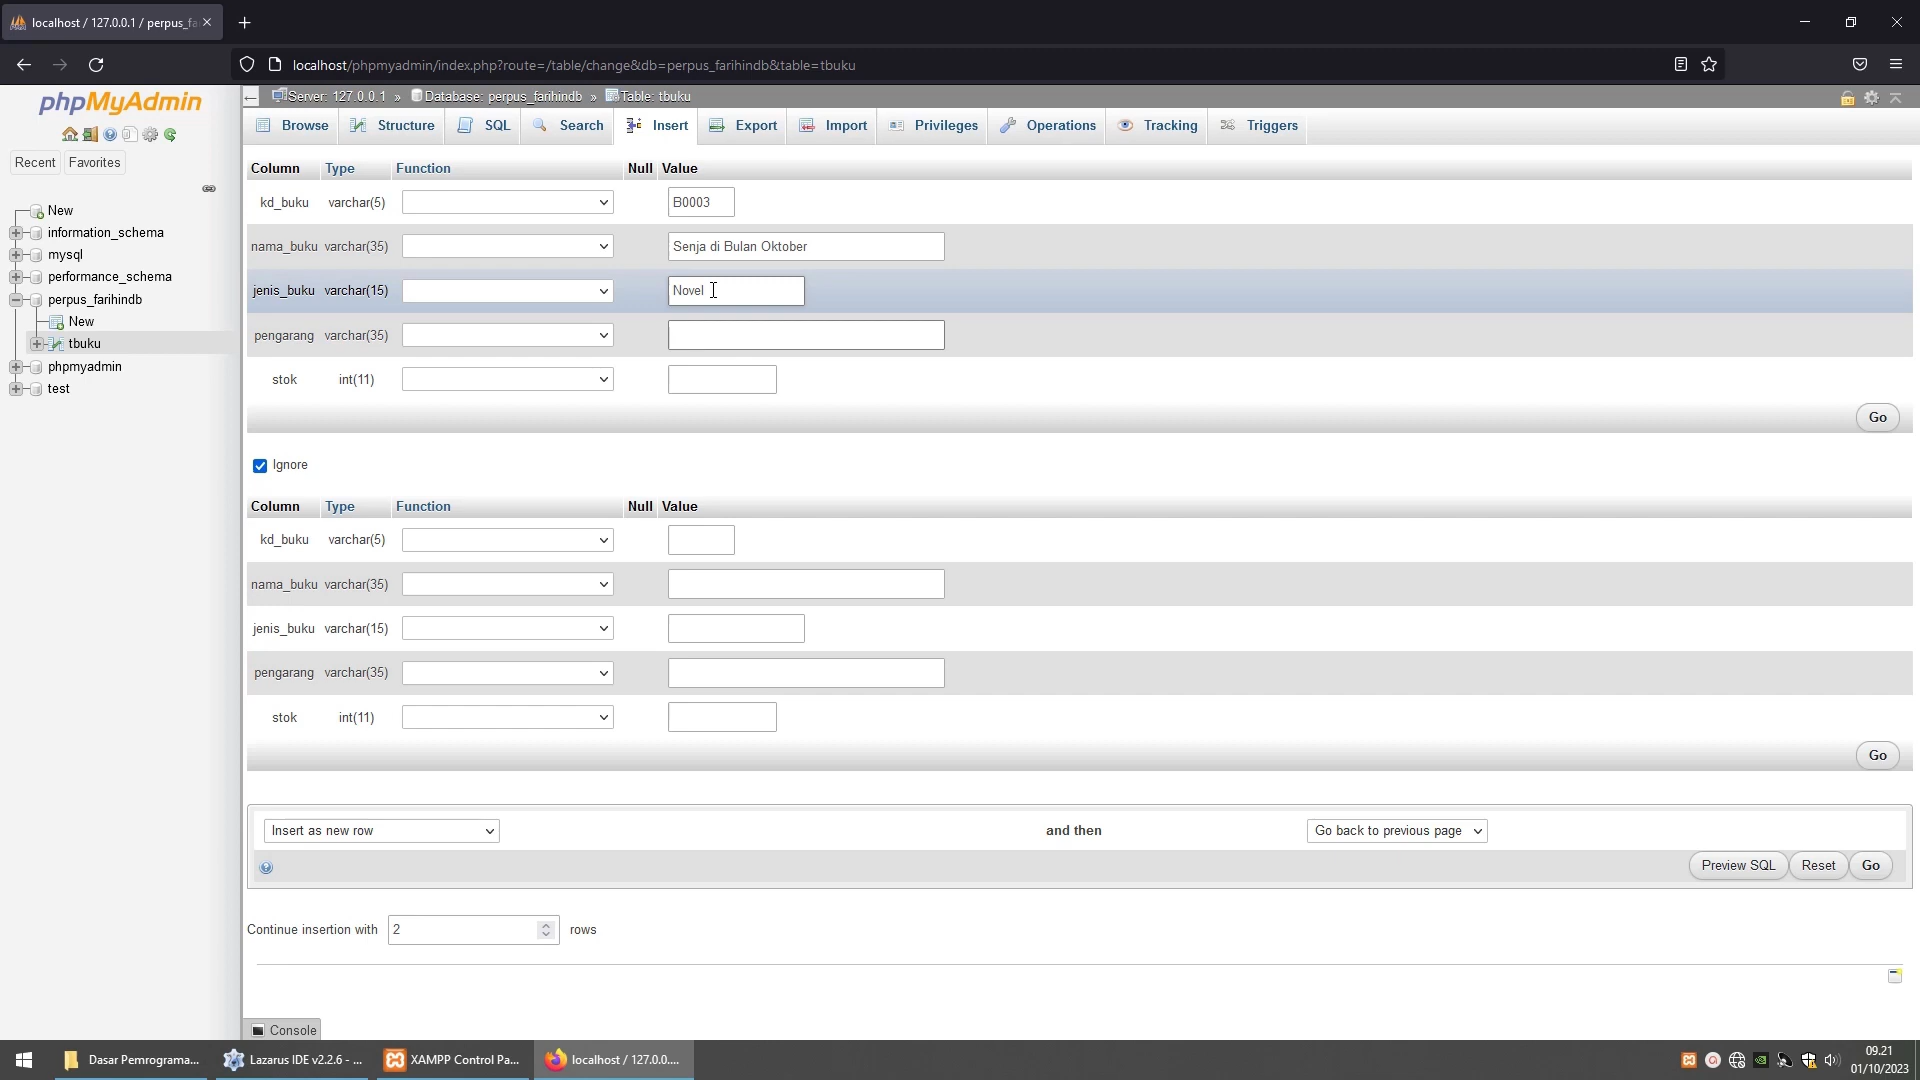 localhost / 127.0.0.1 / perpus_fa
localhost/phpmyadmin/index.php?route=/table/change&db=perpus_farihindb&table=tbuku
phpMyAdmin
Recent Favorites
New
information_schema
mysql
performance_schema
perpus_farihindb
New
tbuku
phpmyadmin
test
Server: 127.0.0.1 » Database: perpus_farihindb » Table: tbuku
Browse Structure SQL Search Insert Export Import Privileges Operations Tracking Triggers
Column Type Function Null Value
kd_buku varchar(5) B0003
nama_buku varchar(35) Senja di Bulan Oktober
jenis_buku varchar(15) Novel
pengarang varchar(35)
stok int(11)
Go
Ignore
Column Type Function Null Value
kd_buku varchar(5)
nama_buku varchar(35)
jenis_buku varchar(15)
pengarang varchar(35)
stok int(11)
Go
Insert as new row and then Go back to previous page
Preview SQL Reset Go
Continue insertion with 2 rows
Console
Dasar Pemrograma... Lazarus IDE v2.2.6 - ... XAMPP Control Pa... localhost / 127.0.0....
09.21
01/10/2023